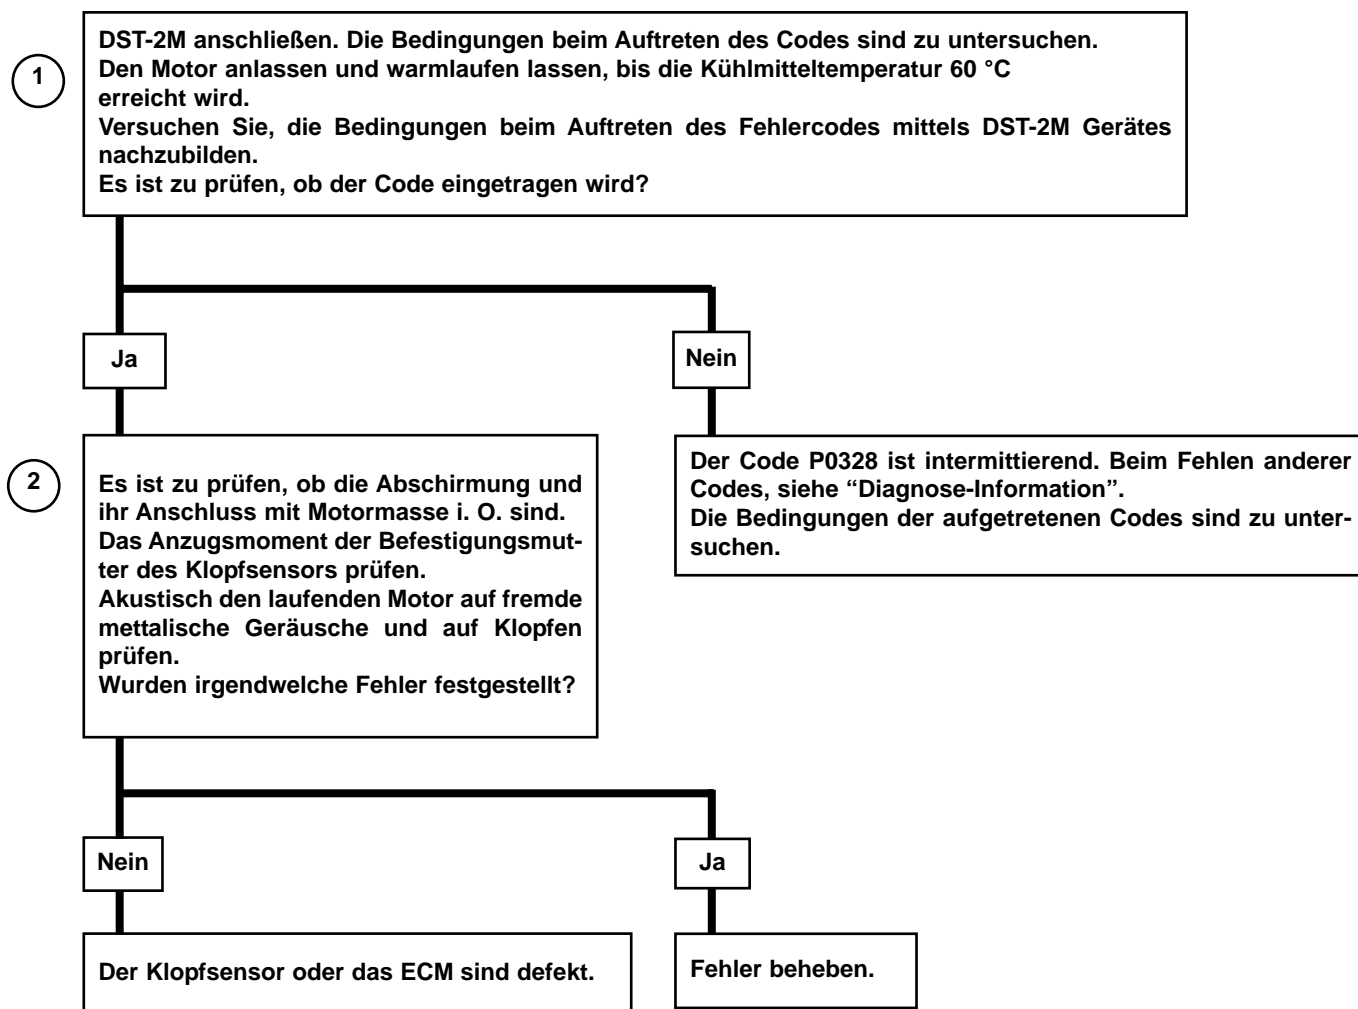 1
DST-2M anschließen. Die Bedingungen beim Auftreten des Codes sind zu untersuchen.
Den Motor anlassen und warmlaufen lassen, bis die Kühlmitteltemperatur 60 °C
erreicht wird.
Versuchen Sie, die Bedingungen beim Auftreten des Fehlercodes mittels DST-2M Gerätes
nachzubilden.
Es ist zu prüfen, ob der Code eingetragen wird?
Ja
Nein
2
Es ist zu prüfen, ob die Abschirmung und
ihr Anschluss mit Motormasse i. O. sind.
Das Anzugsmoment der Befestigungsmut-
ter des Klopfsensors prüfen.
Akustisch den laufenden Motor auf fremde
mettalische Geräusche und auf Klopfen
prüfen.
Wurden irgendwelche Fehler festgestellt?
Der Code P0328 ist intermittierend. Beim Fehlen anderer
Codes, siehe “Diagnose-Information”.
Die Bedingungen der aufgetretenen Codes sind zu unter-
suchen.
Nein
Ja
Der Klopfsensor oder das ECM sind defekt.
Fehler beheben.